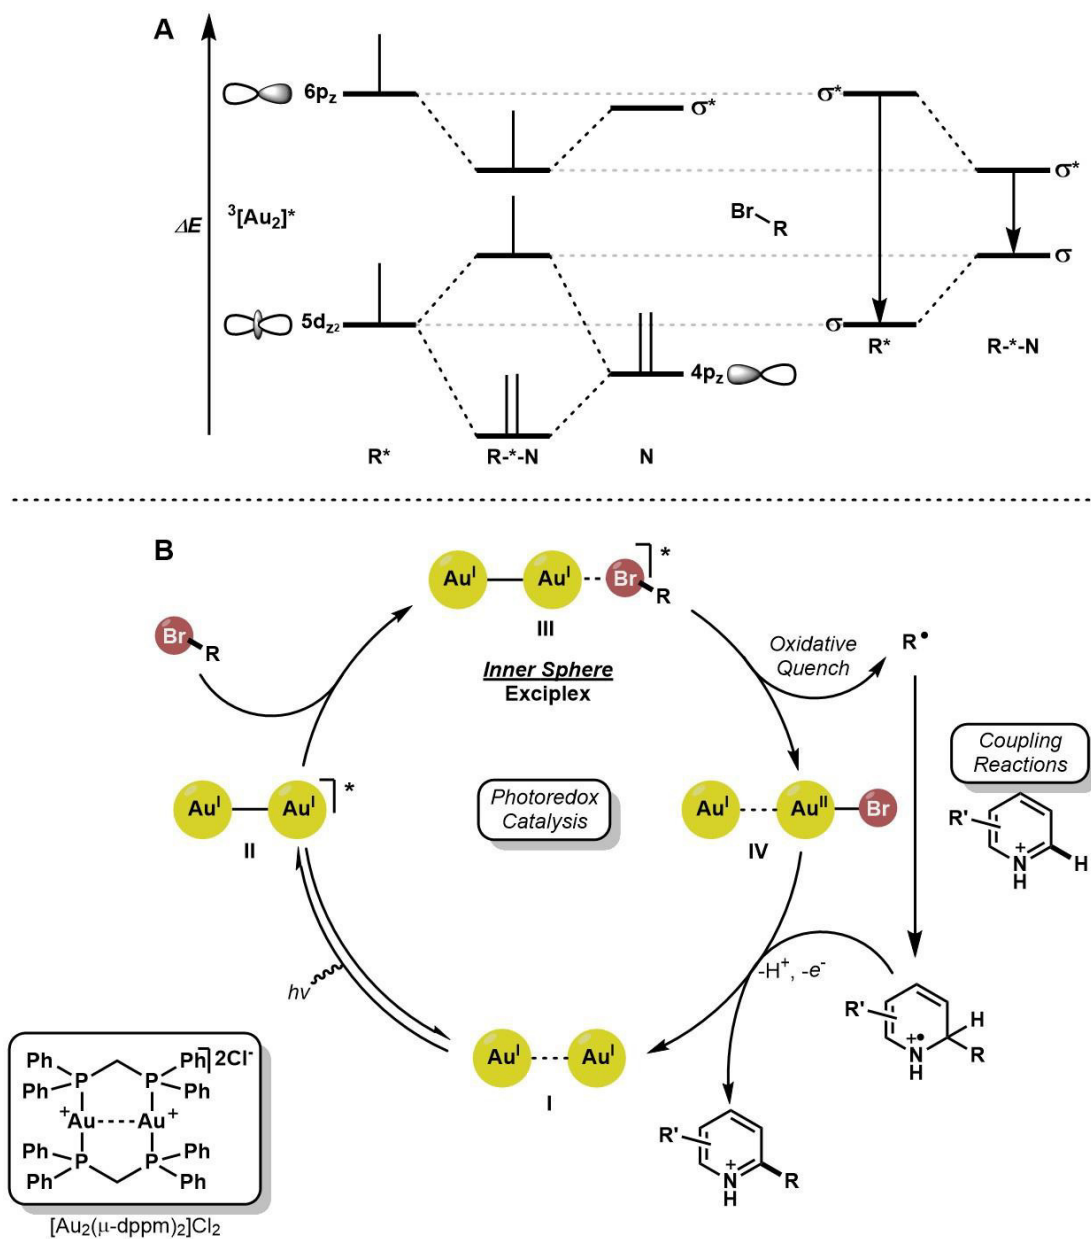 A
6pz
σ*
σ*
σ*
ΔE
³[Au₂]*
Br
R
σ
5dz²
σ
R*
R-*-N
4pz
R*
R-*-N
N
B
Auᴵ
Auᴵ
Br
]*
R
III
Br
R
Inner Sphere
Exciplex
Oxidative
Quench
R•
Coupling
Reactions
Auᴵ
Auᴵ
]*
II
Photoredox
Catalysis
Auᴵ
Auᴵᴵ
Br
IV
R'
+
N
H
H
hν
-H⁺, -e⁻
R'
H
+•
N
H
R
Auᴵ
Auᴵ
I
Ph
Ph
Ph
Ph
P
P
]2Cl⁻
⁺Au
Au⁺
Ph
Ph
Ph
Ph
P
P
R'
+
N
H
R
[Au₂(μ-dppm)₂]Cl₂